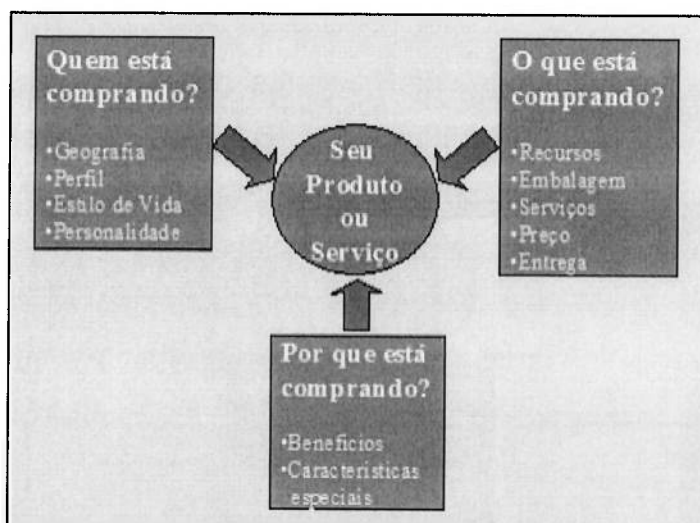 Quem está
comprando?
•Geografia
•Perfil
•Estilo de Vida
•Personalidade
Seu
Produto
ou
Serviço
O que está
comprando?
•Recursos
•Embalagem
•Serviços
•Preço
•Entrega
Por que está
comprando?
•Benefícios
•Características
especiais